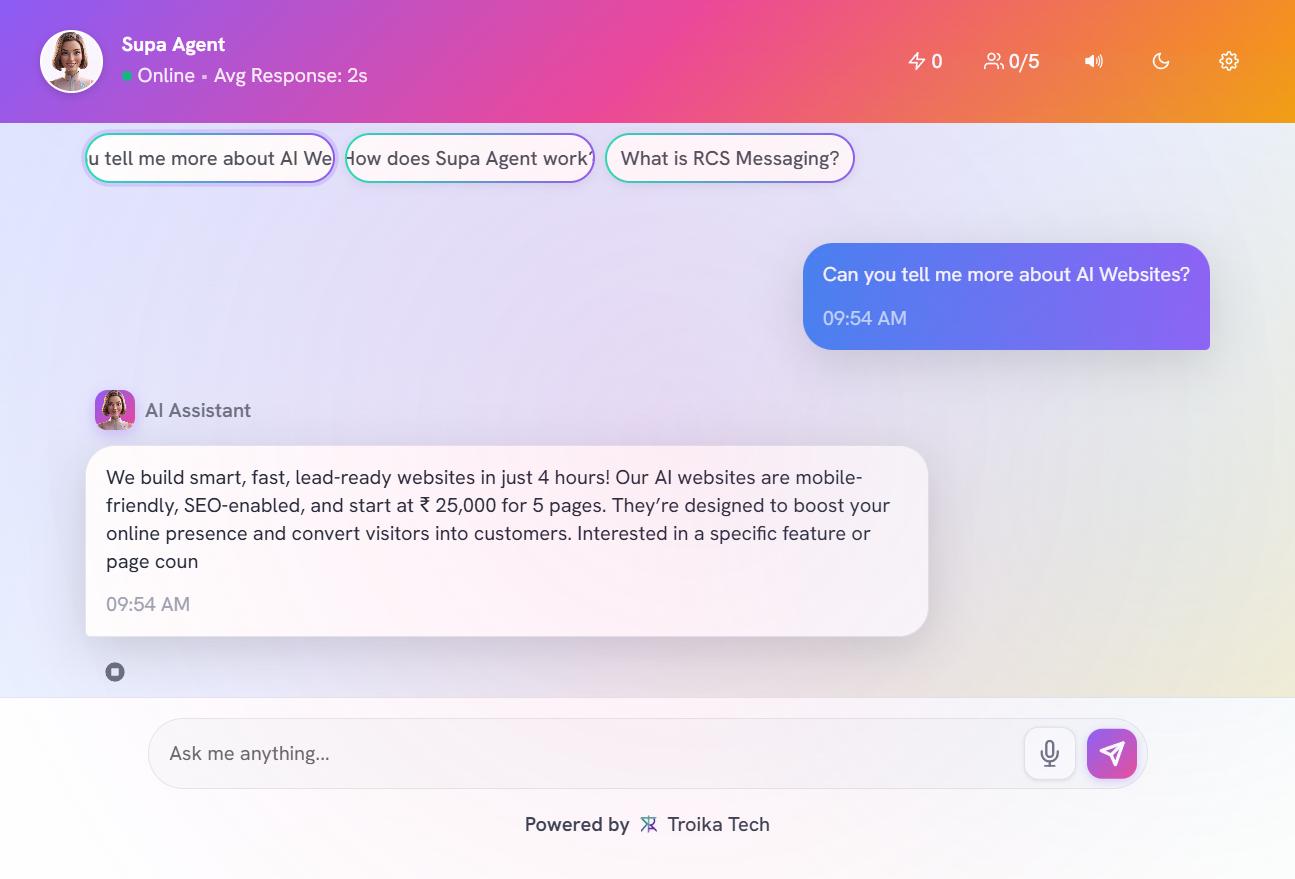 Supa Agent
Online • Avg Response: 2s
0
0/5
u tell me more about AI We
How does Supa Agent work?
What is RCS Messaging?
Can you tell me more about AI Websites?
09:54 AM
AI Assistant
We build smart, fast, lead-ready websites in just 4 hours! Our AI websites are mobile-
friendly, SEO-enabled, and start at ₹ 25,000 for 5 pages. They’re designed to boost your
online presence and convert visitors into customers. Interested in a specific feature or
page coun
09:54 AM
Ask me anything...
Powered by Troika Tech